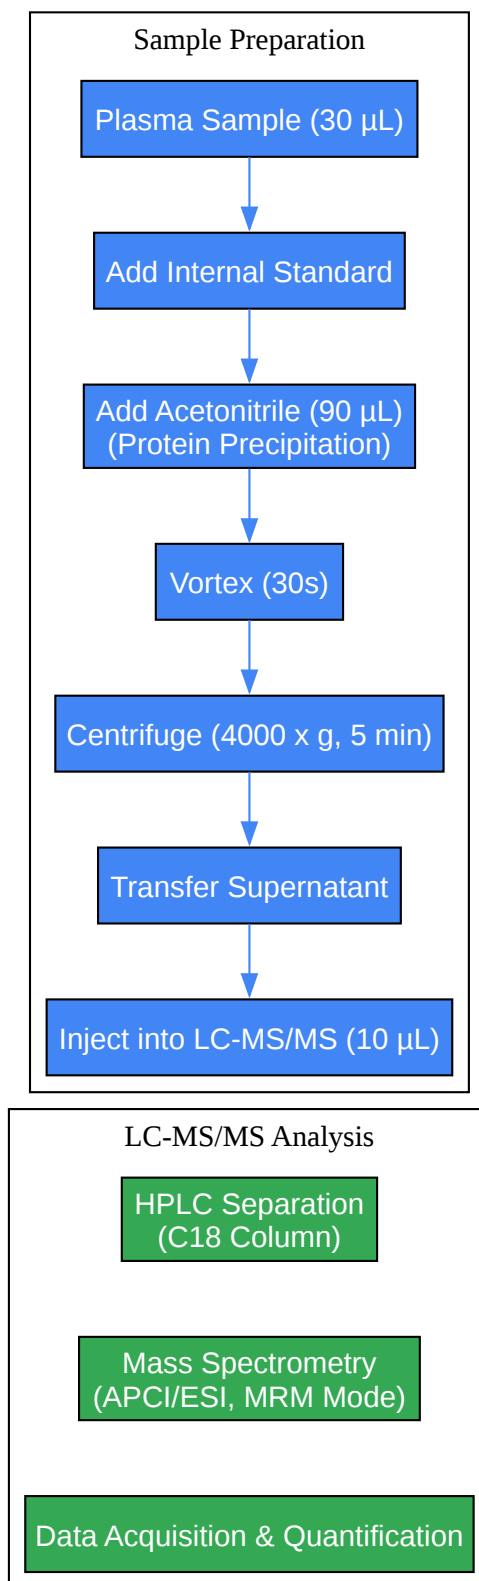 Sample Preparation
Plasma Sample (30 µL)
Add Internal Standard
Add Acetonitrile (90 µL)
(Protein Precipitation)
Vortex (30s)
Centrifuge (4000 x g, 5 min)
Transfer Supernatant
Inject into LC-MS/MS (10 µL)
LC-MS/MS Analysis
HPLC Separation
(C18 Column)
Mass Spectrometry
(APCI/ESI, MRM Mode)
Data Acquisition & Quantification